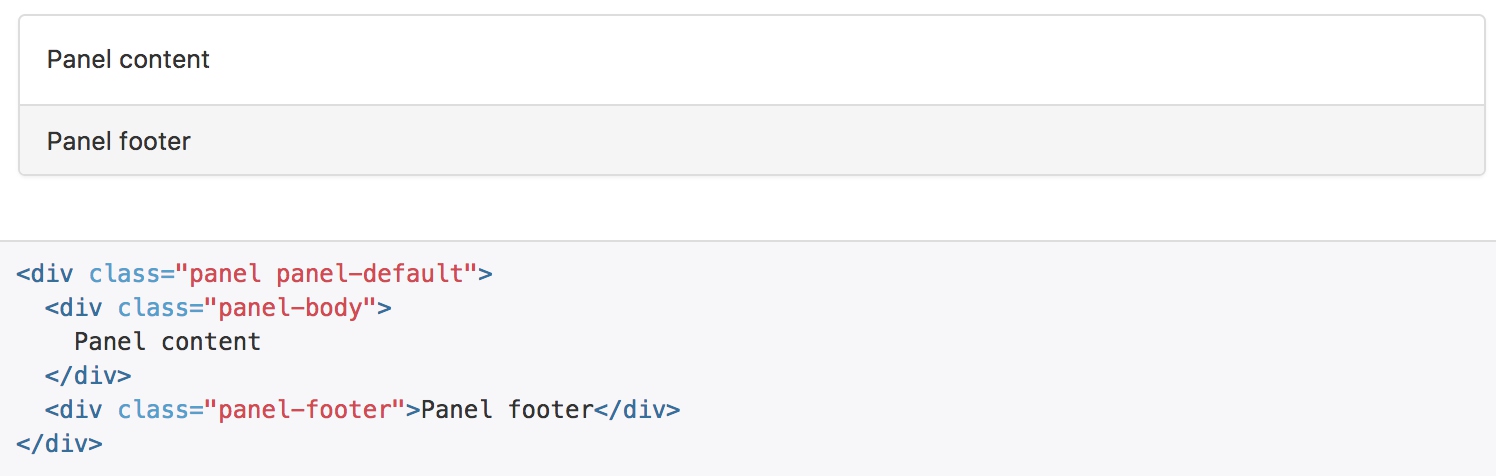 Panel content
Panel footer
<div class="panel panel-default">
  <div class="panel-body">
    Panel content
  </div>
  <div class="panel-footer">Panel footer</div>
</div>